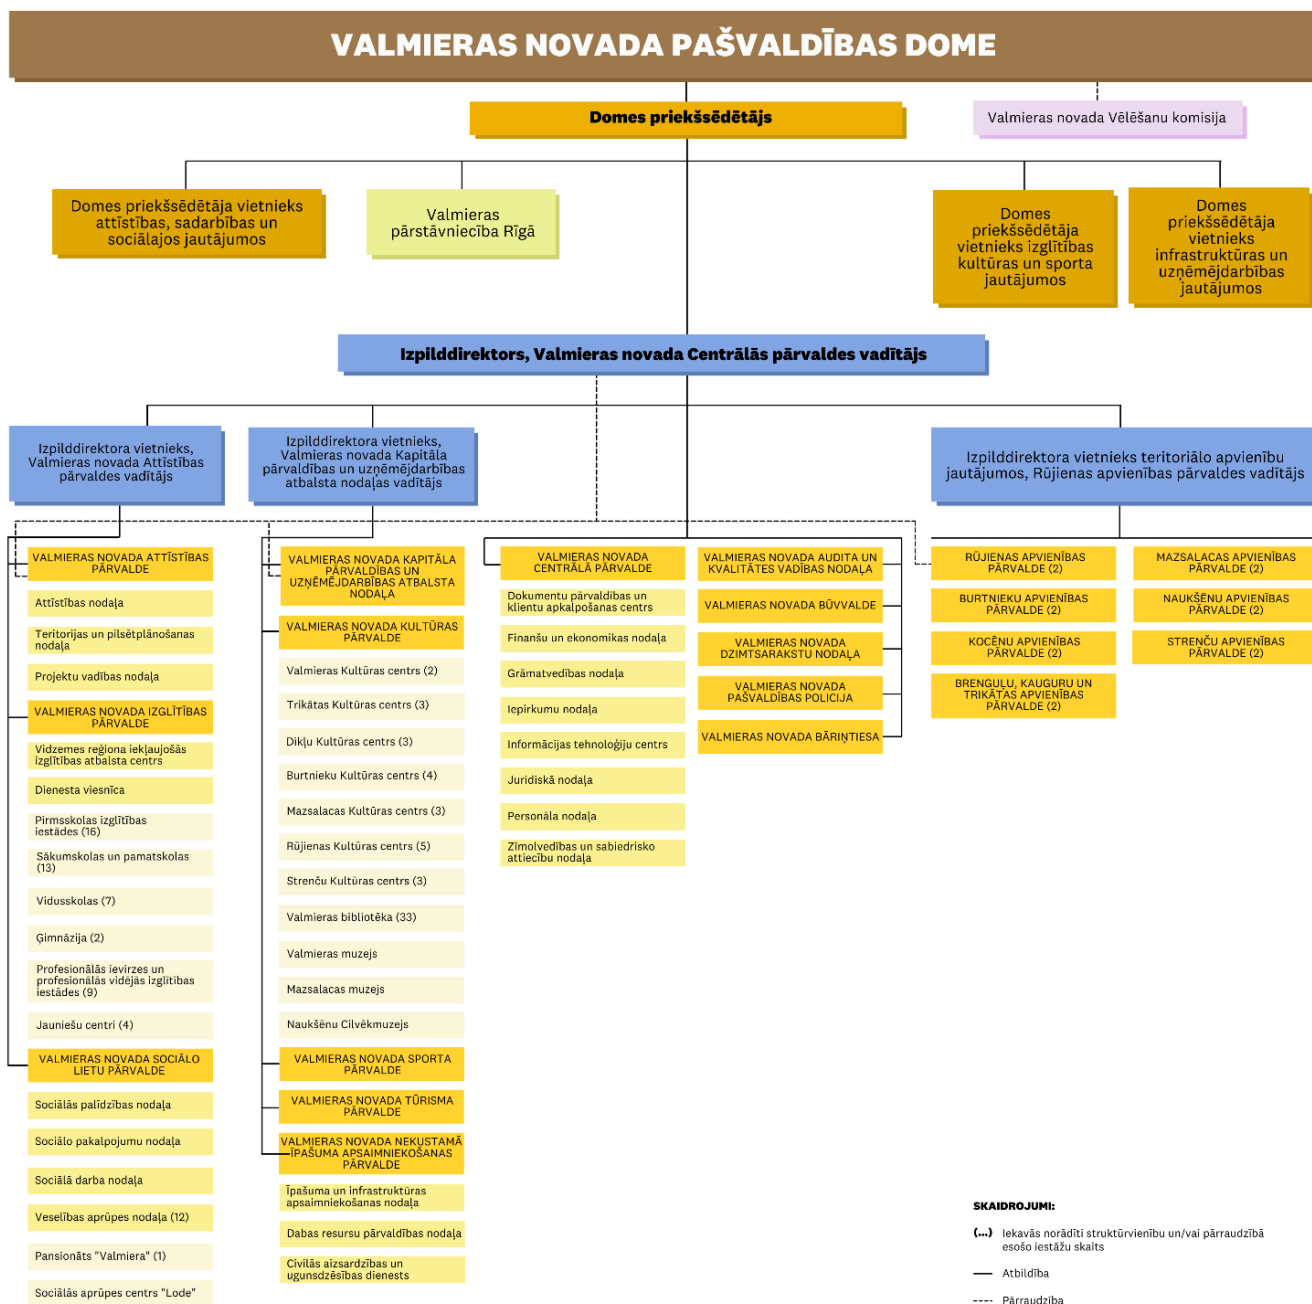 VALMIERAS NOVADA PAŠVALDĪBAS DOME
Domes priekšsēdētājs
Valmieras novada Vēlēšanu komisija
Domes priekšsēdētāja vietnieks
attīstības, sadarbības un
sociālajos jautājumos
Valmieras
pārstāvniecība Rīgā
Domes
priekšsēdētāja
vietnieks izglītības
kultūras un sporta
jautājumos
Domes
priekšsēdētāja
vietnieks
infrastruktūras un
uzņēmējdarbības
jautājumos
Izpilddirektors, Valmieras novada Centrālās pārvaldes vadītājs
Izpilddirektora vietnieks,
Valmieras novada Attīstības
pārvaldes vadītājs
Izpilddirektora vietnieks,
Valmieras novada Kapitāla
pārvaldības un uzņēmējdarbības
atbalsta nodaļas vadītājs
Izpilddirektora vietnieks teritoriālo apvienību
jautājumos, Rūjienas apvienības pārvaldes vadītājs
VALMIERAS NOVADA ATTĪSTĪBAS
PĀRVALDE
Attīstības nodaļa
Teritorijas un pilsētplānošanas
nodaļa
Projektu vadības nodaļa
VALMIERAS NOVADA IZGLĪTĪBAS
PĀRVALDE
Vidzemes reģiona iekļaujošās
izglītības atbalsta centrs
Dienesta viesnīca
Pirmsskolas izglītības
iestādes (16)
Sākumskolas un pamatskolas
(13)
Vidusskolas (7)
Ģimnāzija (2)
Profesionālās ievirzes un
profesionālās vidējās izglītības
iestādes (9)
Jauniešu centri (4)
VALMIERAS NOVADA SOCIĀLO
LIETU PĀRVALDE
Sociālās palīdzības nodaļa
Sociālo pakalpojumu nodaļa
Sociālā darba nodaļa
Veselības aprūpes nodaļa (12)
Pansionāts "Valmiera" (1)
Sociālās aprūpes centrs "Lode"
VALMIERAS NOVADA KAPITĀLA
PĀRVALDĪBAS UN
UZŅĒMĒJDARBĪBAS ATBALSTA
NODAĻA
VALMIERAS NOVADA KULTŪRAS
PĀRVALDE
Valmieras Kultūras centrs (2)
Trikātas Kultūras centrs (3)
Dikļu Kultūras centrs (3)
Burtnieku Kultūras centrs (4)
Mazsalacas Kultūras centrs (3)
Rūjienas Kultūras centrs (5)
Strenču Kultūras centrs (3)
Valmieras bibliotēka (33)
Valmieras muzejs
Mazsalacas muzejs
Naukšēnu Cilvēkmuzejs
VALMIERAS NOVADA SPORTA
PĀRVALDE
VALMIERAS NOVADA TŪRISMA
PĀRVALDE
VALMIERAS NOVADA NEKUSTAMĀ
ĪPAŠUMA APSAIMNIEKOŠANAS
PĀRVALDE
Īpašuma un infrastruktūras
apsaimniekošanas nodaļa
Dabas resursu pārvaldības nodaļa
Civilās aizsardzības un
ugunsdzēsības dienests
VALMIERAS NOVADA
CENTRĀLĀ PĀRVALDE
Dokumentu pārvaldības un
klientu apkalpošanas centrs
Finanšu un ekonomikas nodaļa
Grāmatvedības nodaļa
Iepirkumu nodaļa
Informācijas tehnoloģiju centrs
Juridiskā nodaļa
Personāla nodaļa
Zīmolvedības un sabiedrisko
attiecību nodaļa
VALMIERAS NOVADA AUDITA UN
KVALITĀTES VADĪBAS NODAĻA
VALMIERAS NOVADA BŪVVALDE
VALMIERAS NOVADA
DZIMTSARAKSTU NODAĻA
VALMIERAS NOVADA
PAŠVALDĪBAS POLICIJA
VALMIERAS NOVADA BĀRIŅTIESA
RŪJIENAS APVIENĪBAS
PĀRVALDE (2)
BURTNIEKU APVIENĪBAS
PĀRVALDE (2)
KOCĒNU APVIENĪBAS
PĀRVALDE (2)
BRENGUĻU, KAUGURU UN
TRIKĀTAS APVIENĪBAS
PĀRVALDE (2)
MAZSALACAS APVIENĪBAS
PĀRVALDE (2)
NAUKŠĒNU APVIENĪBAS
PĀRVALDE (2)
STRENČU APVIENĪBAS
PĀRVALDE (2)
SKAIDROJUMI:
(...) Iekavās norādīti struktūrvienību un/vai pārraudzībā
esošo iestāžu skaits
Atbildība
Pārraudzība